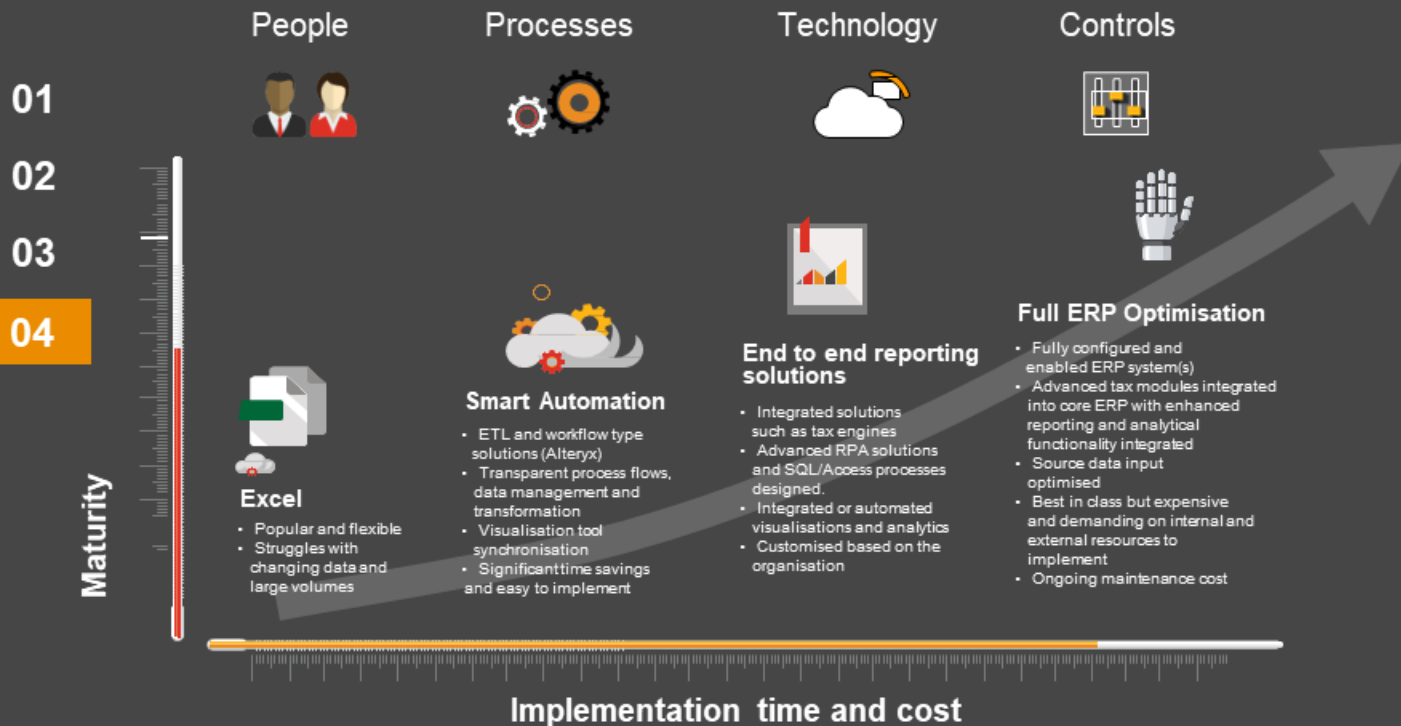 People
Processes
Technology
Controls
01
02
03
04
Maturity
Excel
• Popular and flexible
• Struggles with
changing data and
large volumes
Smart Automation
• ETL and workflow type
solutions (Alteryx)
• Transparent process flows,
data management and
transformation
• Visualisation tool
synchronisation
• Significant time savings
and easy to implement
End to end reporting
solutions
• Integrated solutions
such as tax engines
• Advanced RPA solutions
and SQL/Access processes
designed.
• Integrated or automated
visualisations and analytics
• Customised based on the
organisation
Full ERP Optimisation
• Fully configured and
enabled ERP system(s)
• Advanced tax modules integrated
into core ERP with enhanced
reporting and analytical
functionality integrated
• Source data input
optimised
• Best in class but expensive
and demanding on internal and
external resources to
implement
• Ongoing maintenance cost
Implementation time and cost